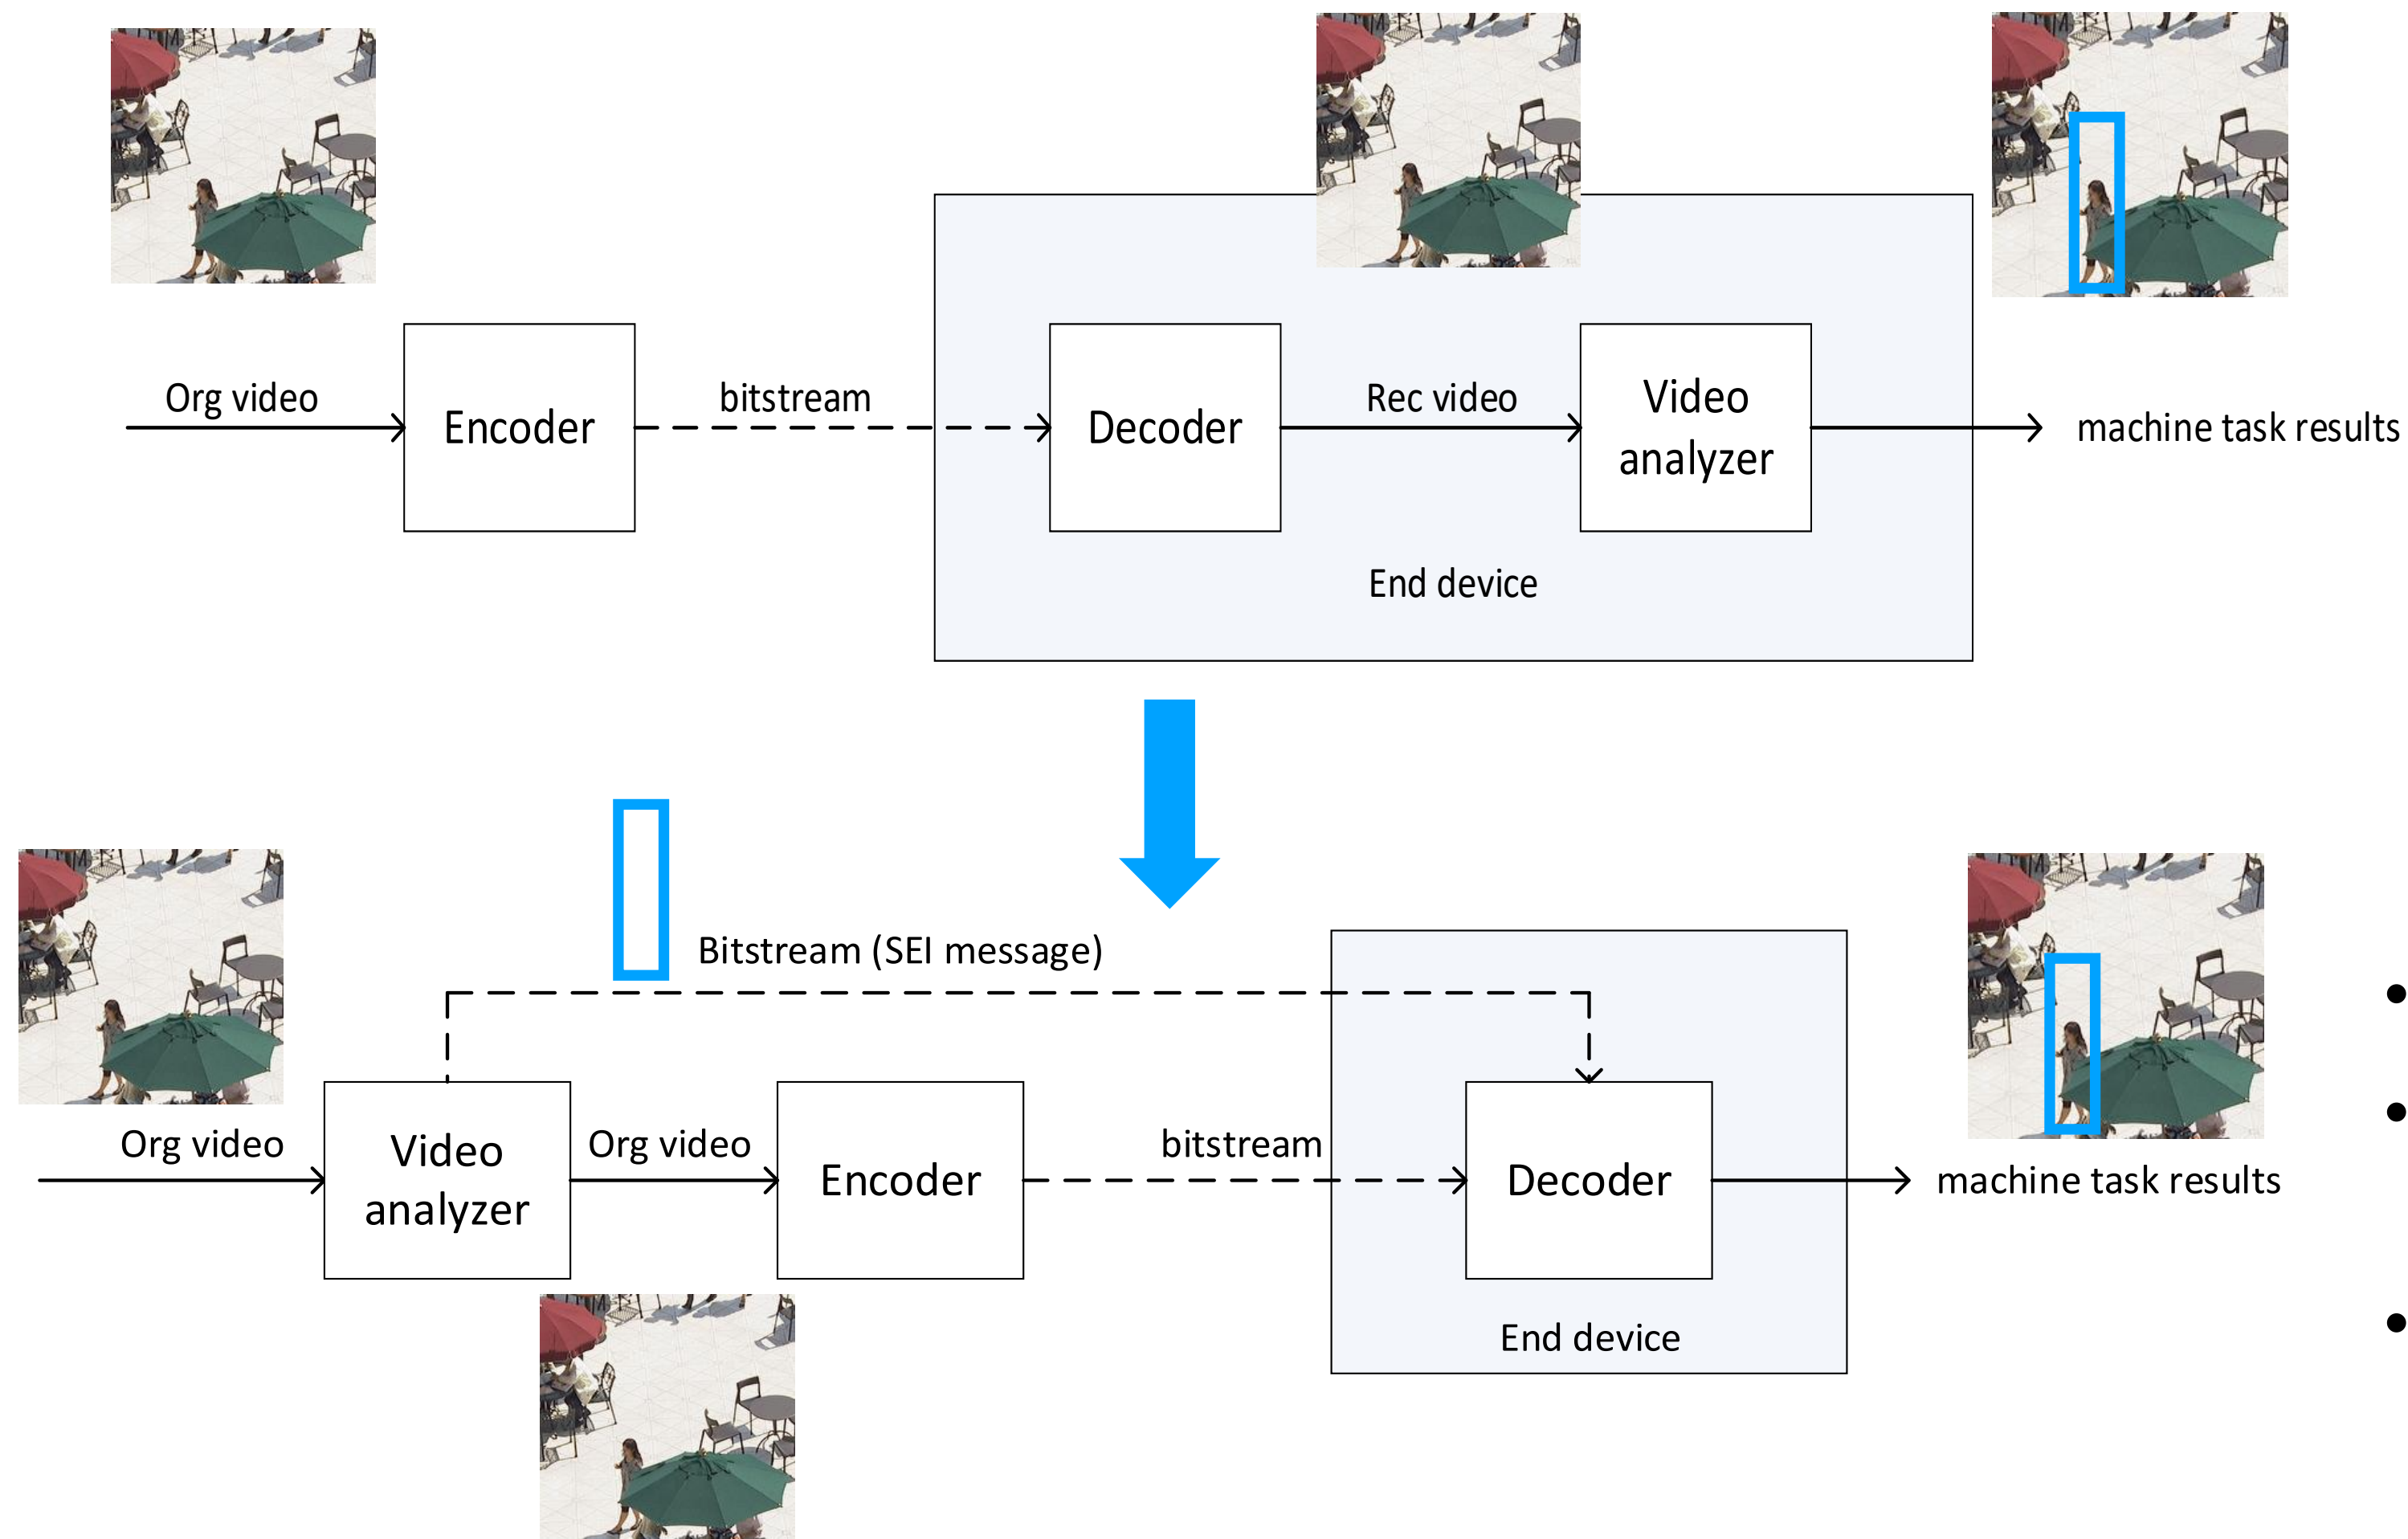 Org video
Encoder
bitstream
Decoder
Rec video
Video
analyzer
machine task results
End device
Bitstream (SEI message)
Org video
Video
analyzer
Org video
Encoder
bitstream
Decoder
machine task results
End device
•
•
•